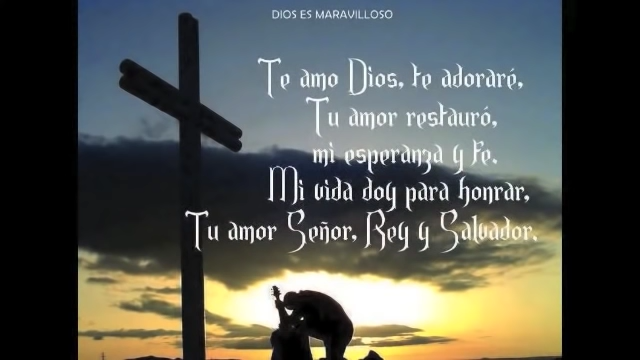 DIOS ES MARAVILLOSO
Te amo Dios, te adoraré,
Tu amor restauró,
mi esperanza y fe.
Mi vida doy para honrar,
Tu amor Señor, Rey y Salvador.